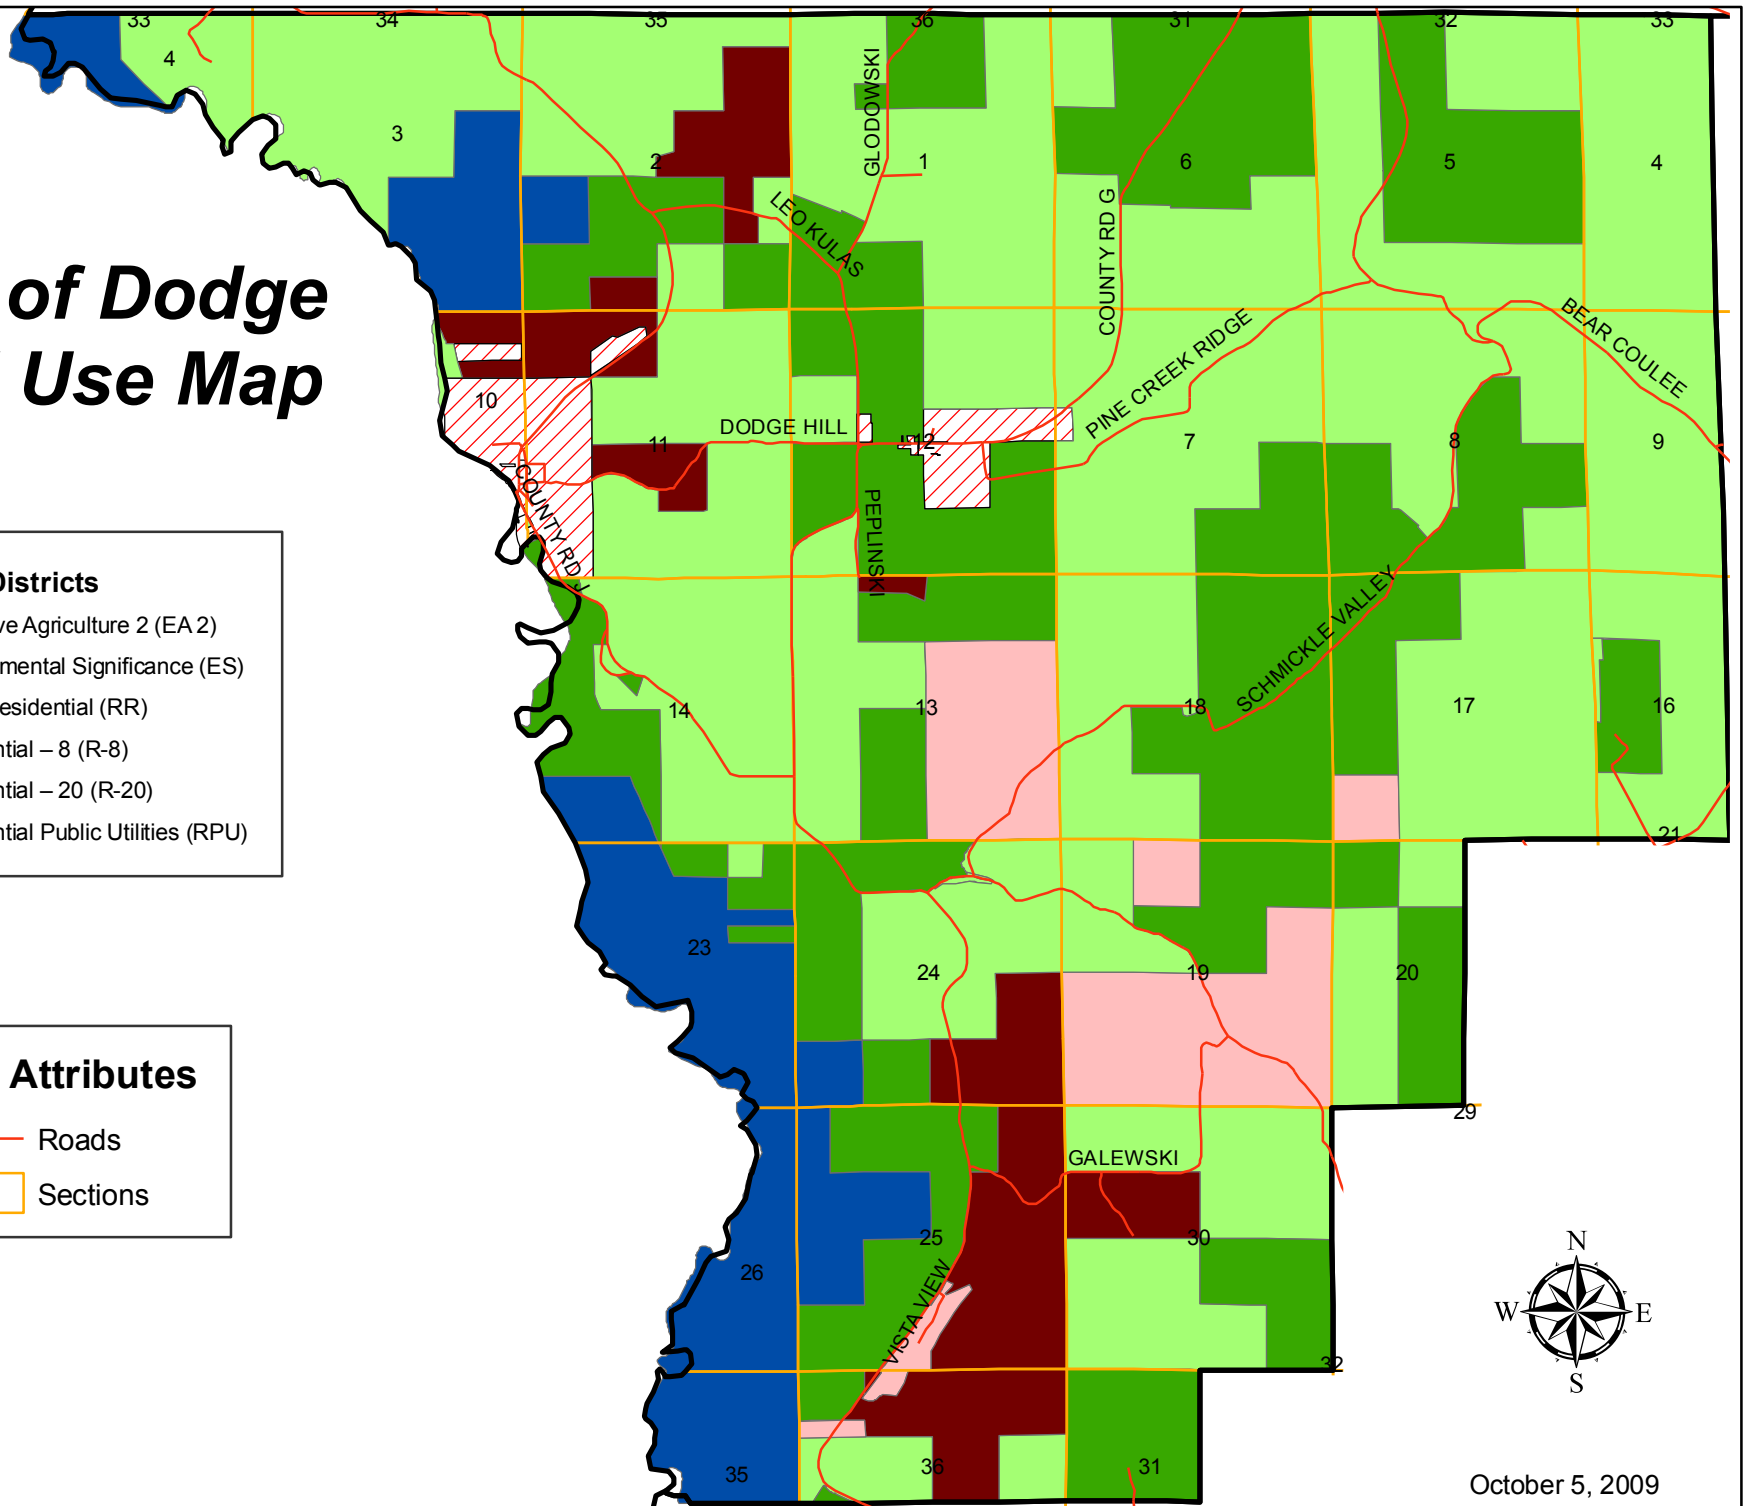 33
34
35
36
31
32
33
4
3
2
1
6
5
4
GLODOWSKI
LEO KULAS
COUNTY RD G
of Dodge
Use Map
PINE CREEK RIDGE
BEAR COULEE
10
11
DODGE HILL
12
7
8
9
COUNTY RD J
PEPLINSKI
SCHMICKLE VALLEY
Districts
ve Agriculture 2 (EA 2)
mental Significance (ES)
esidential (RR)
ntial – 8 (R-8)
ntial – 20 (R-20)
ntial Public Utilities (RPU)
14
13
18
17
16
21
23
24
19
20
Attributes
Roads
Sections
29
GALEWSKI
25
30
26
VISTA VIEW
32
N
W
E
S
35
36
31
October 5, 2009